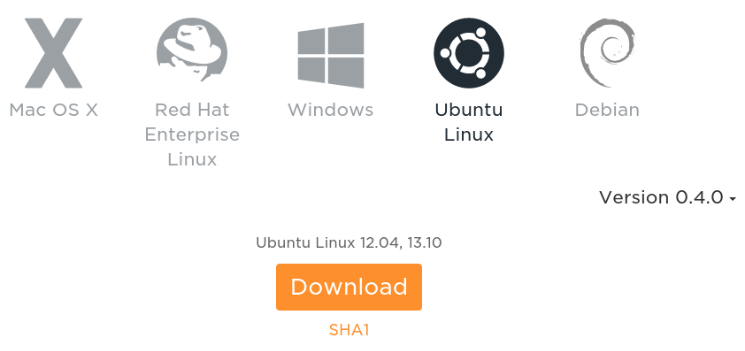 Mac OS X
Red Hat
Enterprise
Linux
Windows
Ubuntu
Linux
Debian
Version 0.4.0
Ubuntu Linux 12.04, 13.10
Download
SHA1